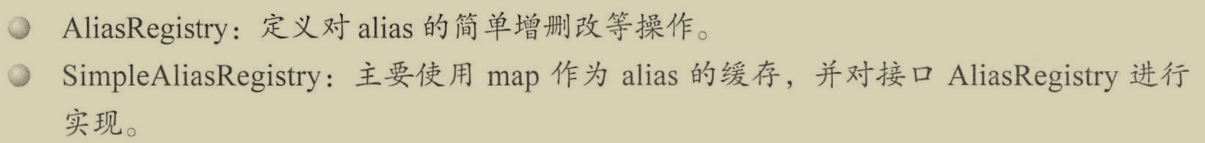 AliasRegistry：定义对 alias 的简单增删改等操作。
SimpleAliasRegistry：主要使用 map 作为 alias 的缓存，并对接口 AliasRegistry 进行
实现。